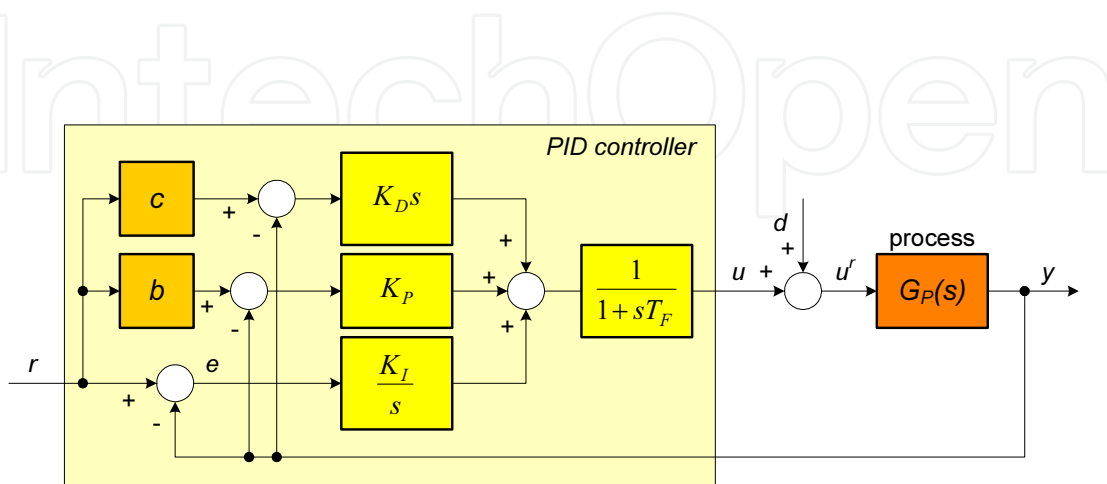 IntechOpen
PID controller
c
+
-
K_D s
+
d
+
process
b
+
-
K_P
+
1
1+sT_F
u
+
u^r
G_P(s)
y
r
+
-
e
K_I
s
+